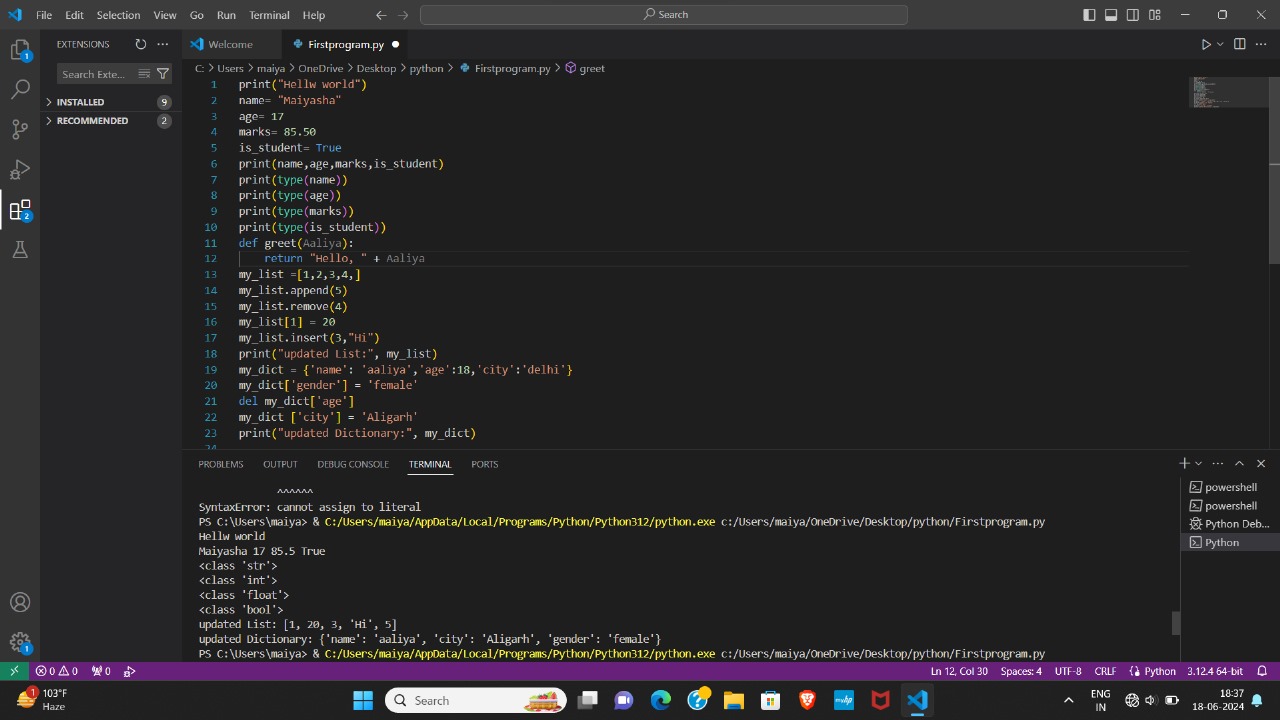 File Edit Selection View Go Run Terminal Help
Search
EXTENSIONS
Welcome
Firstprogram.py
Search Exte...
INSTALLED 9
RECOMMENDED 2
C: > Users > maiya > OneDrive > Desktop > python > Firstprogram.py > greet
1 print("Hellw world")
2 name= "Maiyasha"
3 age= 17
4 marks= 85.50
5 is_student= True
6 print(name,age,marks,is_student)
7 print(type(name))
8 print(type(age))
9 print(type(marks))
10 print(type(is_student))
11 def greet(Aaliya):
12     return "Hello, " + Aaliya
13 my_list =[1,2,3,4,]
14 my_list.append(5)
15 my_list.remove(4)
16 my_list[1] = 20
17 my_list.insert(3,"Hi")
18 print("updated List:", my_list)
19 my_dict = {'name': 'aaliya','age':18,'city':'delhi'}
20 my_dict['gender'] = 'female'
21 del my_dict['age']
22 my_dict ['city'] = 'Aligarh'
23 print("updated Dictionary:", my_dict)
24
PROBLEMS OUTPUT DEBUG CONSOLE TERMINAL PORTS
^^^^^^
SyntaxError: cannot assign to literal
PS C:\Users\maiya> & C:/Users/maiya/AppData/Local/Programs/Python/Python312/python.exe c:/Users/maiya/OneDrive/Desktop/python/Firstprogram.py
Hellw world
Maiyasha 17 85.5 True
<class 'str'>
<class 'int'>
<class 'float'>
<class 'bool'>
updated List: [1, 20, 3, 'Hi', 5]
updated Dictionary: {'name': 'aaliya', 'city': 'Aligarh', 'gender': 'female'}
PS C:\Users\maiya> & C:/Users/maiya/AppData/Local/Programs/Python/Python312/python.exe c:/Users/maiya/OneDrive/Desktop/python/Firstprogram.py
powershell
powershell
Python Deb...
Python
1
2
1
0 0 0
Ln 12, Col 30 Spaces: 4 UTF-8 CRLF Python 3.12.4 64-bit
1
103°F
Haze
Search
ENG
IN
18:37
18-06-2024